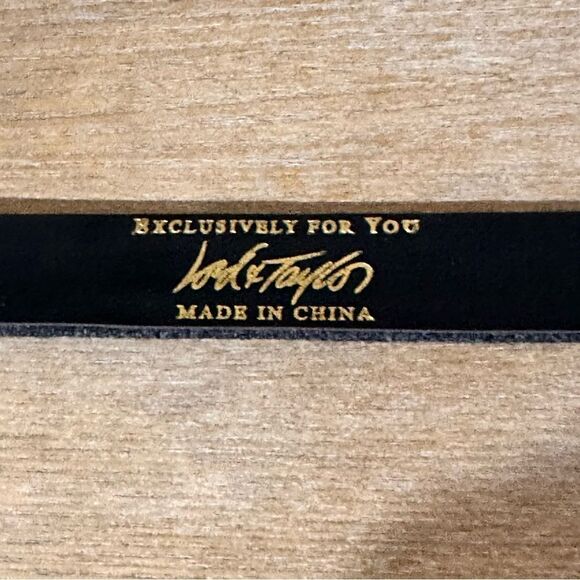 EXCLUSIVELY FOR YOU
Lord & Taylor
MADE IN CHINA